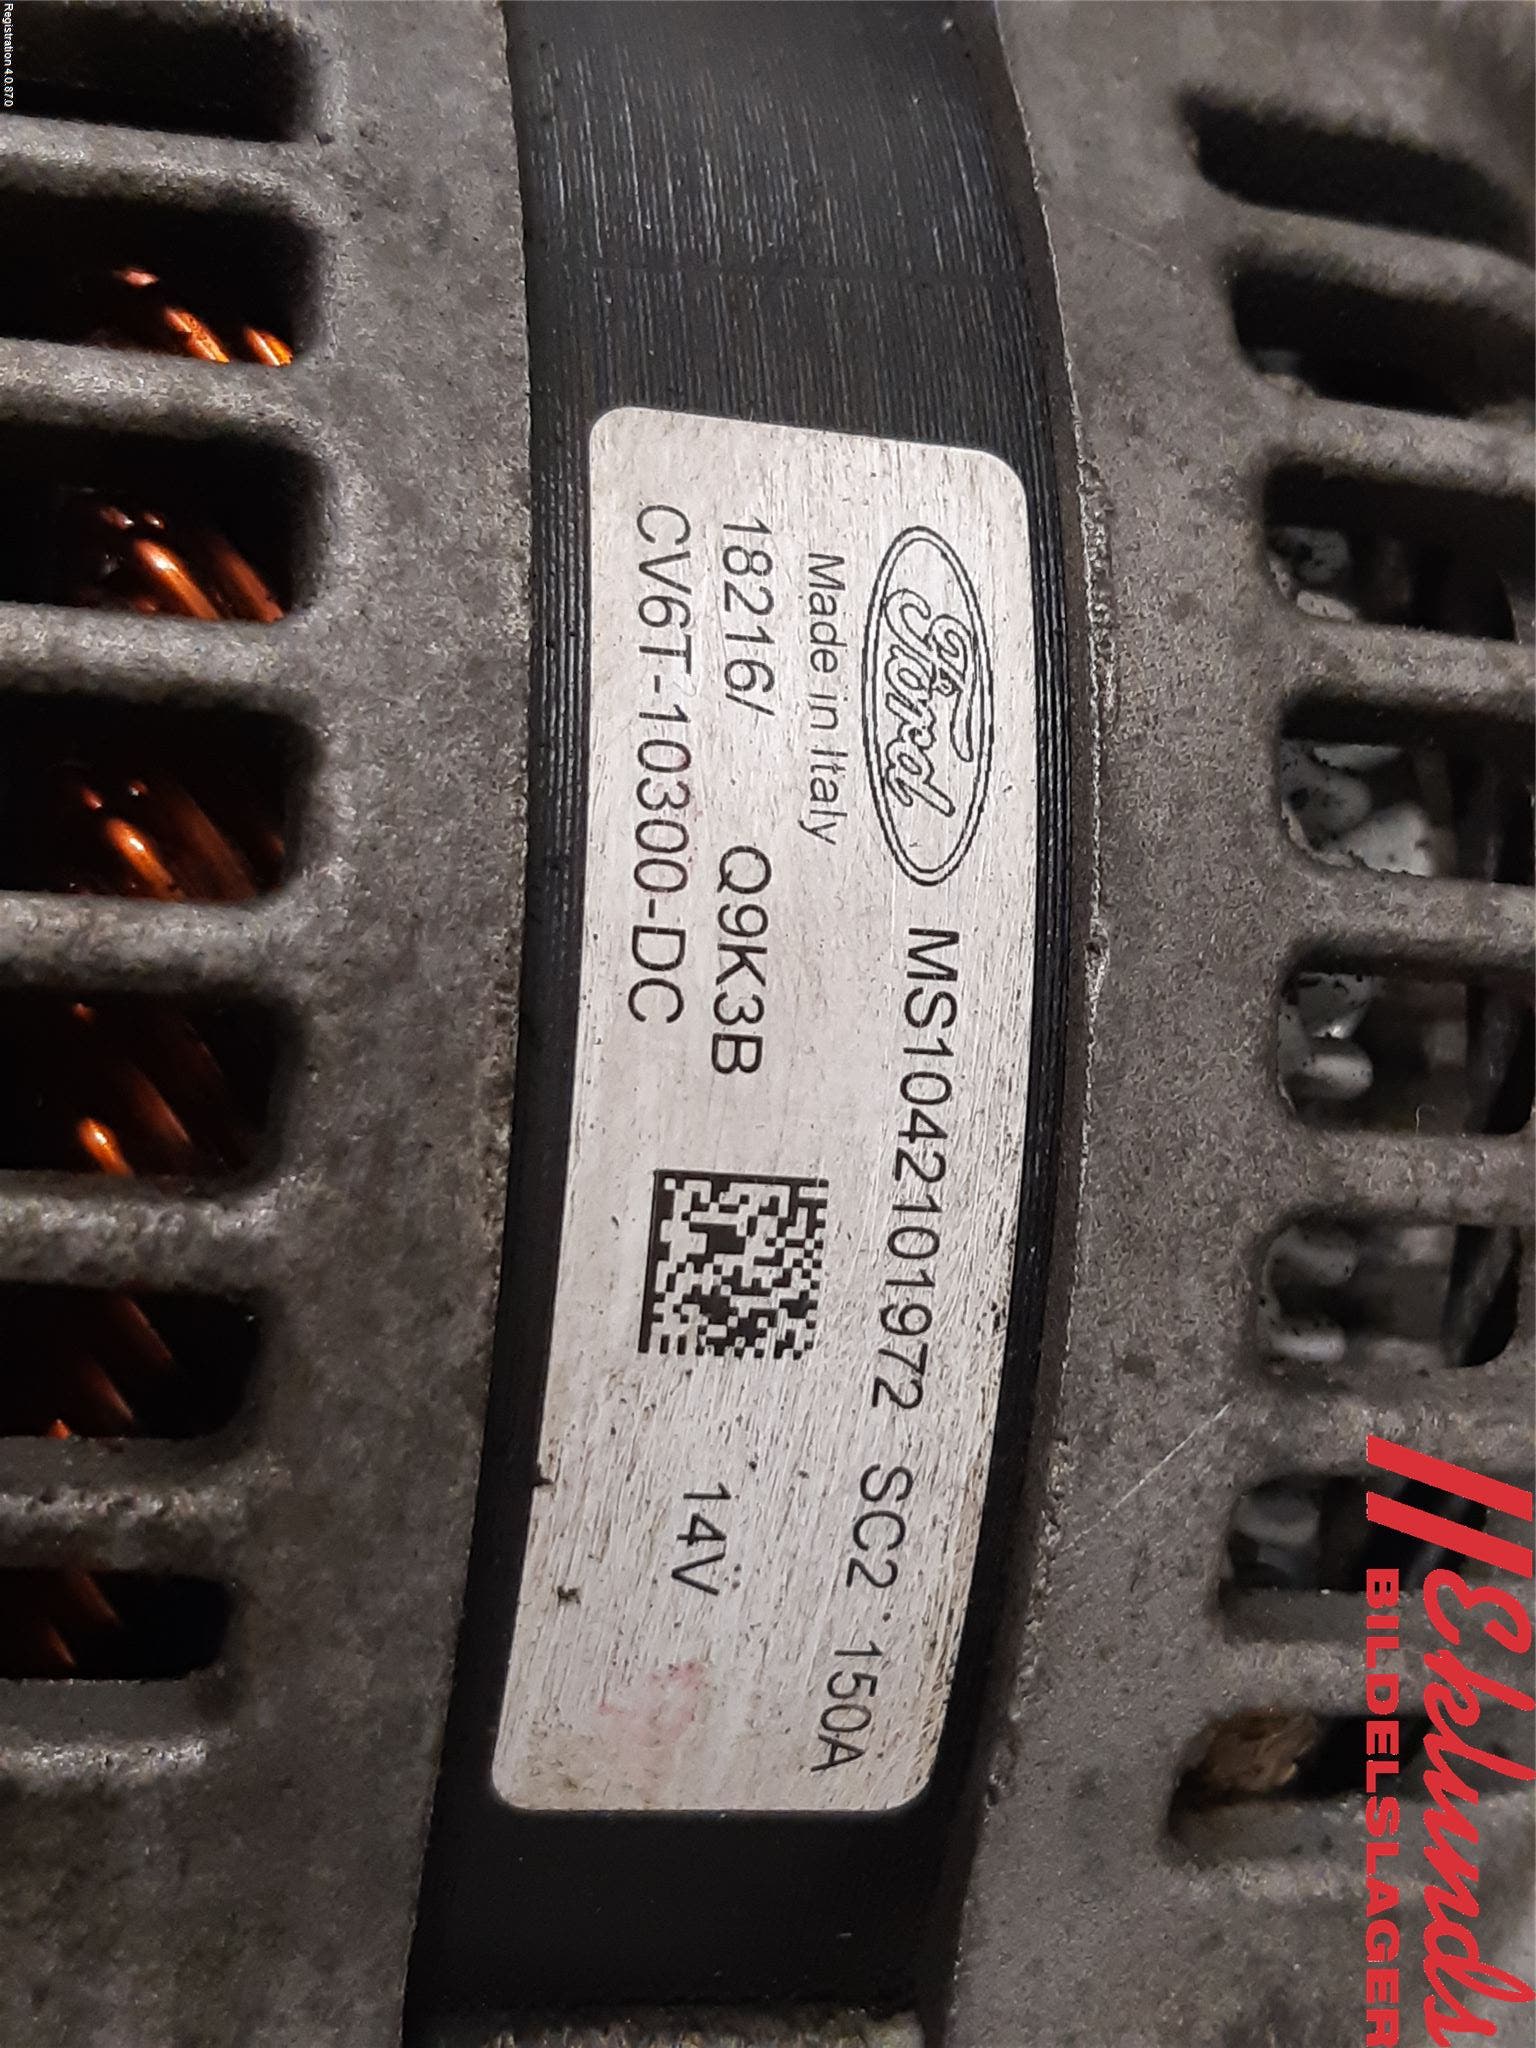 Registration 4.0.87.0
Ford MS1042101972 SC2 150A
Made in Italy
18216/ Q9K3B 14V
CV6T-10300-DC
Eklunds
BILDELSLAGER